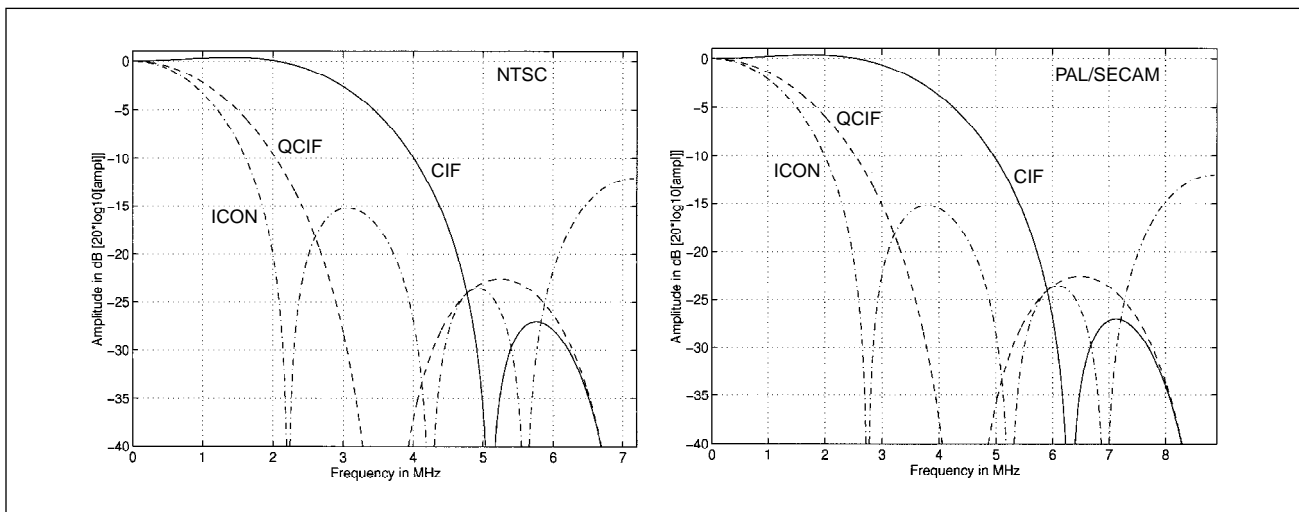 NTSC
QCIF
CIF
ICON
0
−5
−10
−15
−20
−25
−30
−35
−40
Amplitude in dB [20*log10[ampl]]
0 1 2 3 4 5 6 7
Frequency in MHz
PAL/SECAM
QCIF
ICON
CIF
0
−5
−10
−15
−20
−25
−30
−35
−40
Amplitude in dB [20*log10[ampl]]
0 1 2 3 4 5 6 7 8
Frequency in MHz